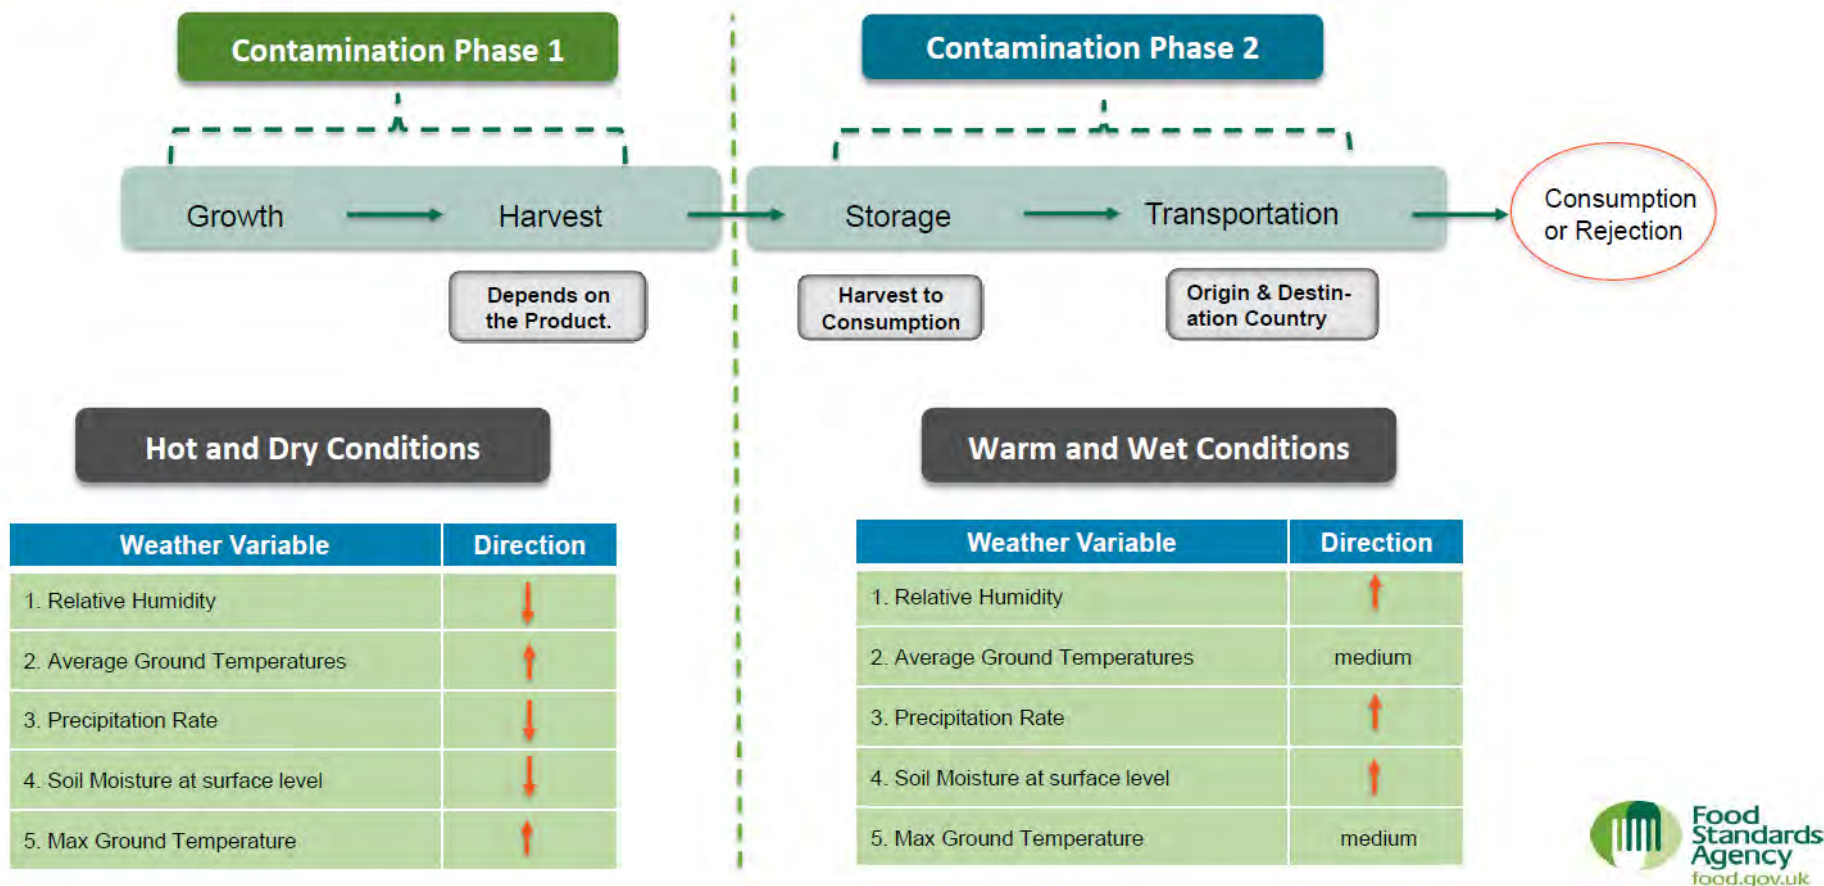 Contamination Phase 1
Contamination Phase 2
Growth
Harvest
Storage
Transportation
Consumption
or Rejection
Depends on
the Product.
Harvest to
Consumption
Origin & Destin-
ation Country
Hot and Dry Conditions
Warm and Wet Conditions
Weather Variable Direction
1. Relative Humidity
2. Average Ground Temperatures
3. Precipitation Rate
4. Soil Moisture at surface level
5. Max Ground Temperature
Weather Variable Direction
1. Relative Humidity
2. Average Ground Temperatures medium
3. Precipitation Rate
4. Soil Moisture at surface level
5. Max Ground Temperature medium
Food
Standards
Agency
food.gov.uk